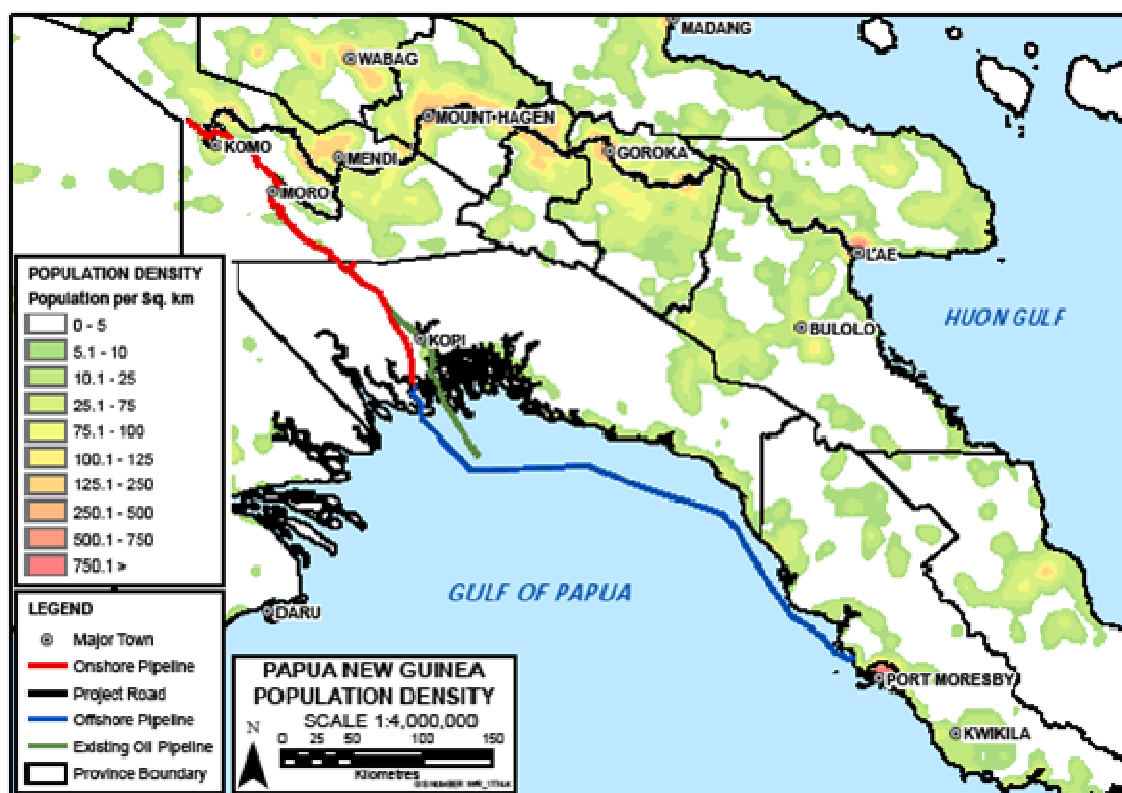 MADANG
WABAG
MOUNT HAGEN
KOMO
MENDI
GOROKA
MORO
LAE
HUON GULF
BULOLO
KOPI
POPULATION DENSITY
Population per Sq. km
0 - 5
5.1 - 10
10.1 - 25
25.1 - 75
75.1 - 100
100.1 - 125
125.1 - 250
250.1 - 500
500.1 - 750
750.1 >
GULF OF PAPUA
DARU
LEGEND
Major Town
Onshore Pipeline
Project Road
Offshore Pipeline
Existing Oil Pipeline
Province Boundary
PAPUA NEW GUINEA
POPULATION DENSITY
SCALE 1:4,000,000
N
0 25 50 100 150
Kilometres
PORT MORESBY
KWIKILA